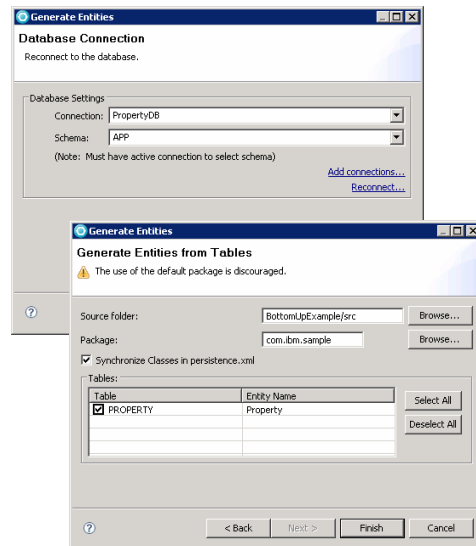 Generate Entities
Database Connection
Reconnect to the database.
Database Settings
Connection: PropertyDB
Schema: APP
(Note: Must have active connection to select schema)
Add connections...
Reconnect...
Generate Entities
Generate Entities from Tables
The use of the default package is discouraged.
Source folder: BottomUpExample/src Browse...
Package: com.ibm.sample Browse...
Synchronize Classes in persistence.xml
Tables:
Table Entity Name
PROPERTY Property
Select All
Deselect All
? < Back Next > Finish Cancel
?